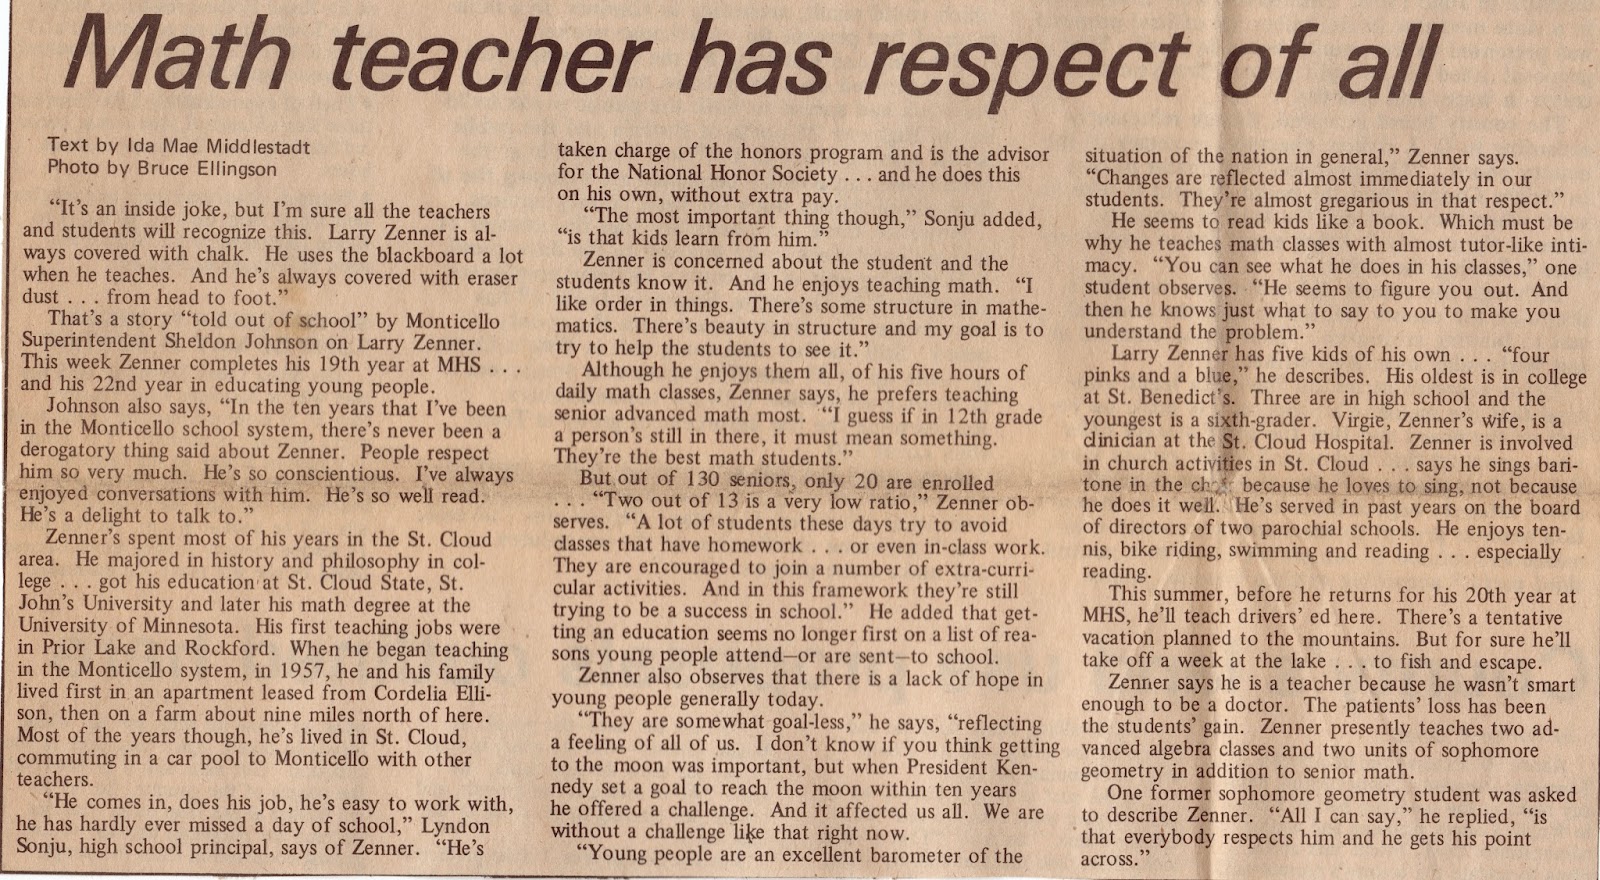 Math teacher has respect of all
Text by Ida Mae Middlestadt
Photo by Bruce Ellingson
“It’s an inside joke, but I’m sure all the teachers
and students will recognize this. Larry Zenner is al-
ways covered with chalk. He uses the blackboard a lot
when he teaches. And he’s always covered with eraser
dust . . . from head to foot.”
That’s a story “told out of school” by Monticello
Superintendent Sheldon Johnson on Larry Zenner.
This week Zenner completes his 19th year at MHS . . .
and his 22nd year in educating young people.
Johnson also says, “In the ten years that I’ve been
in the Monticello school system, there’s never been a
derogatory thing said about Zenner. People respect
him so very much. He’s so conscientious. I’ve always
enjoyed conversations with him. He’s so well read.
He’s a delight to talk to.”
Zenner’s spent most of his years in the St. Cloud
area. He majored in history and philosophy in col-
lege . . . got his education at St. Cloud State, St.
John’s University and later his math degree at the
University of Minnesota. His first teaching jobs were
in Prior Lake and Rockford. When he began teaching
in the Monticello system, in 1957, he and his family
lived first in an apartment leased from Cordelia Elli-
son, then on a farm about nine miles north of here.
Most of the years though, he’s lived in St. Cloud,
commuting in a car pool to Monticello with other
teachers.
“He comes in, does his job, he’s easy to work with,
he has hardly ever missed a day of school,” Lyndon
Sonju, high school principal, says of Zenner. “He’s
taken charge of the honors program and is the advisor
for the National Honor Society . . . and he does this
on his own, without extra pay.
“The most important thing though,” Sonju added,
“is that kids learn from him.”
Zenner is concerned about the student and the
students know it. And he enjoys teaching math. “I
like order in things. There’s some structure in mathe-
matics. There’s beauty in structure and my goal is to
try to help the students to see it.”
Although he enjoys them all, of his five hours of
daily math classes, Zenner says, he prefers teaching
senior advanced math most. “I guess if in 12th grade
a person’s still in there, it must mean something.
They’re the best math students.”
But out of 130 seniors, only 20 are enrolled
. . . “Two out of 13 is a very low ratio,” Zenner ob-
serves. “A lot of students these days try to avoid
classes that have homework . . . or even in-class work.
They are encouraged to join a number of extra-curri-
cular activities. And in this framework they’re still
trying to be a success in school.” He added that get-
ting an education seems no longer first on a list of rea-
sons young people attend—or are sent—to school.
Zenner also observes that there is a lack of hope in
young people generally today.
“They are somewhat goal-less,” he says, “reflecting
a feeling of all of us. I don’t know if you think getting
to the moon was important, but when President Ken-
nedy set a goal to reach the moon within ten years
he offered a challenge. And it affected us all. We are
without a challenge like that right now.
“Young people are an excellent barometer of the
situation of the nation in general,” Zenner says.
“Changes are reflected almost immediately in our
students. They’re almost gregarious in that respect.”
He seems to read kids like a book. Which must be
why he teaches math classes with almost tutor-like inti-
macy. “You can see what he does in his classes,” one
student observes. “He seems to figure you out. And
then he knows just what to say to you to make you
understand the problem.”
Larry Zenner has five kids of his own . . . “four
pinks and a blue,” he describes. His oldest is in college
at St. Benedict’s. Three are in high school and the
youngest is a sixth-grader. Virgie, Zenner’s wife, is a
clinician at the St. Cloud Hospital. Zenner is involved
in church activities in St. Cloud . . . says he sings bari-
tone in the because he loves to sing, not because
he does it well. He’s served in past years on the board
of directors of two parochial schools. He enjoys ten-
nis, bike riding, swimming and reading . . . especially
reading.
This summer, before he returns for his 20th year at
MHS, he’ll teach drivers’ ed here. There’s a tentative
vacation planned to the mountains. But for sure he’ll
take off a week at the lake . . . to fish and escape.
Zenner says he is a teacher because he wasn’t smart
enough to be a doctor. The patients’ loss has been
the students’ gain. Zenner presently teaches two ad-
vanced algebra classes and two units of sophomore
geometry in addition to senior math.
One former sophomore geometry student was asked
to describe Zenner. “All I can say,” he replied, “is
that everybody respects him and he gets his point
across.”